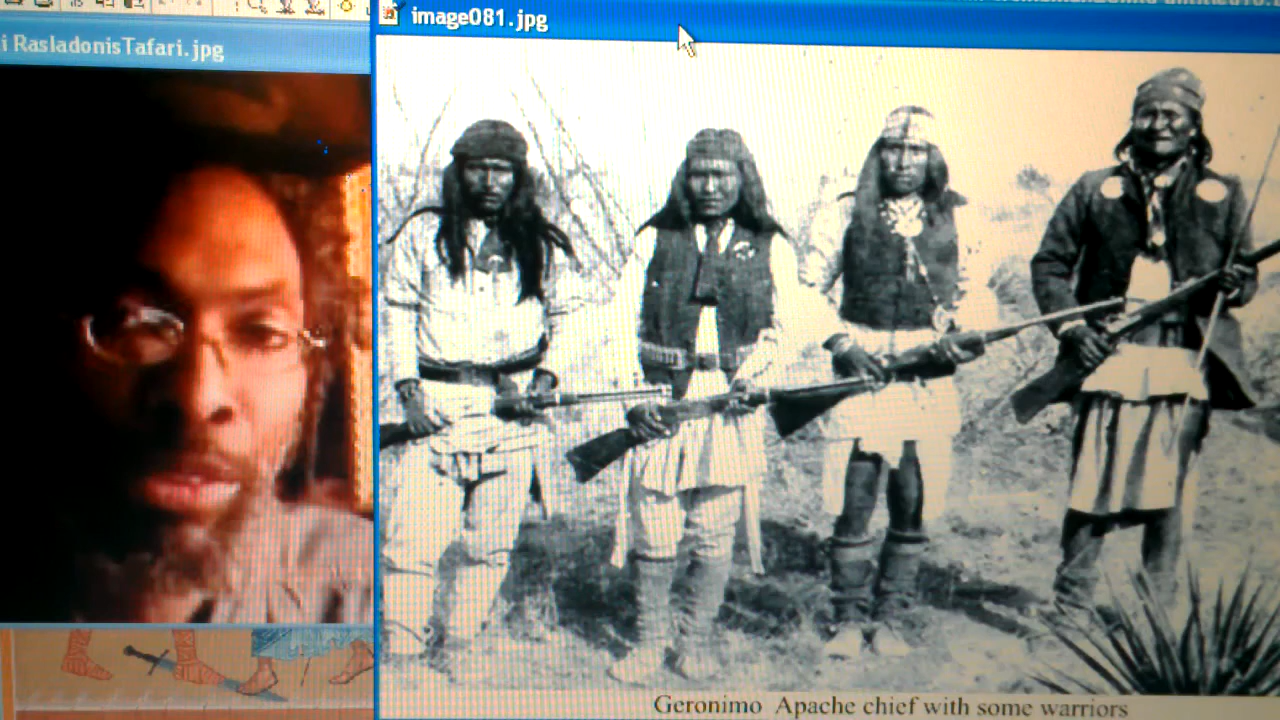 image081.jpg
i RasladonisTafari.jpg
Geronimo Apache chief with some warriors